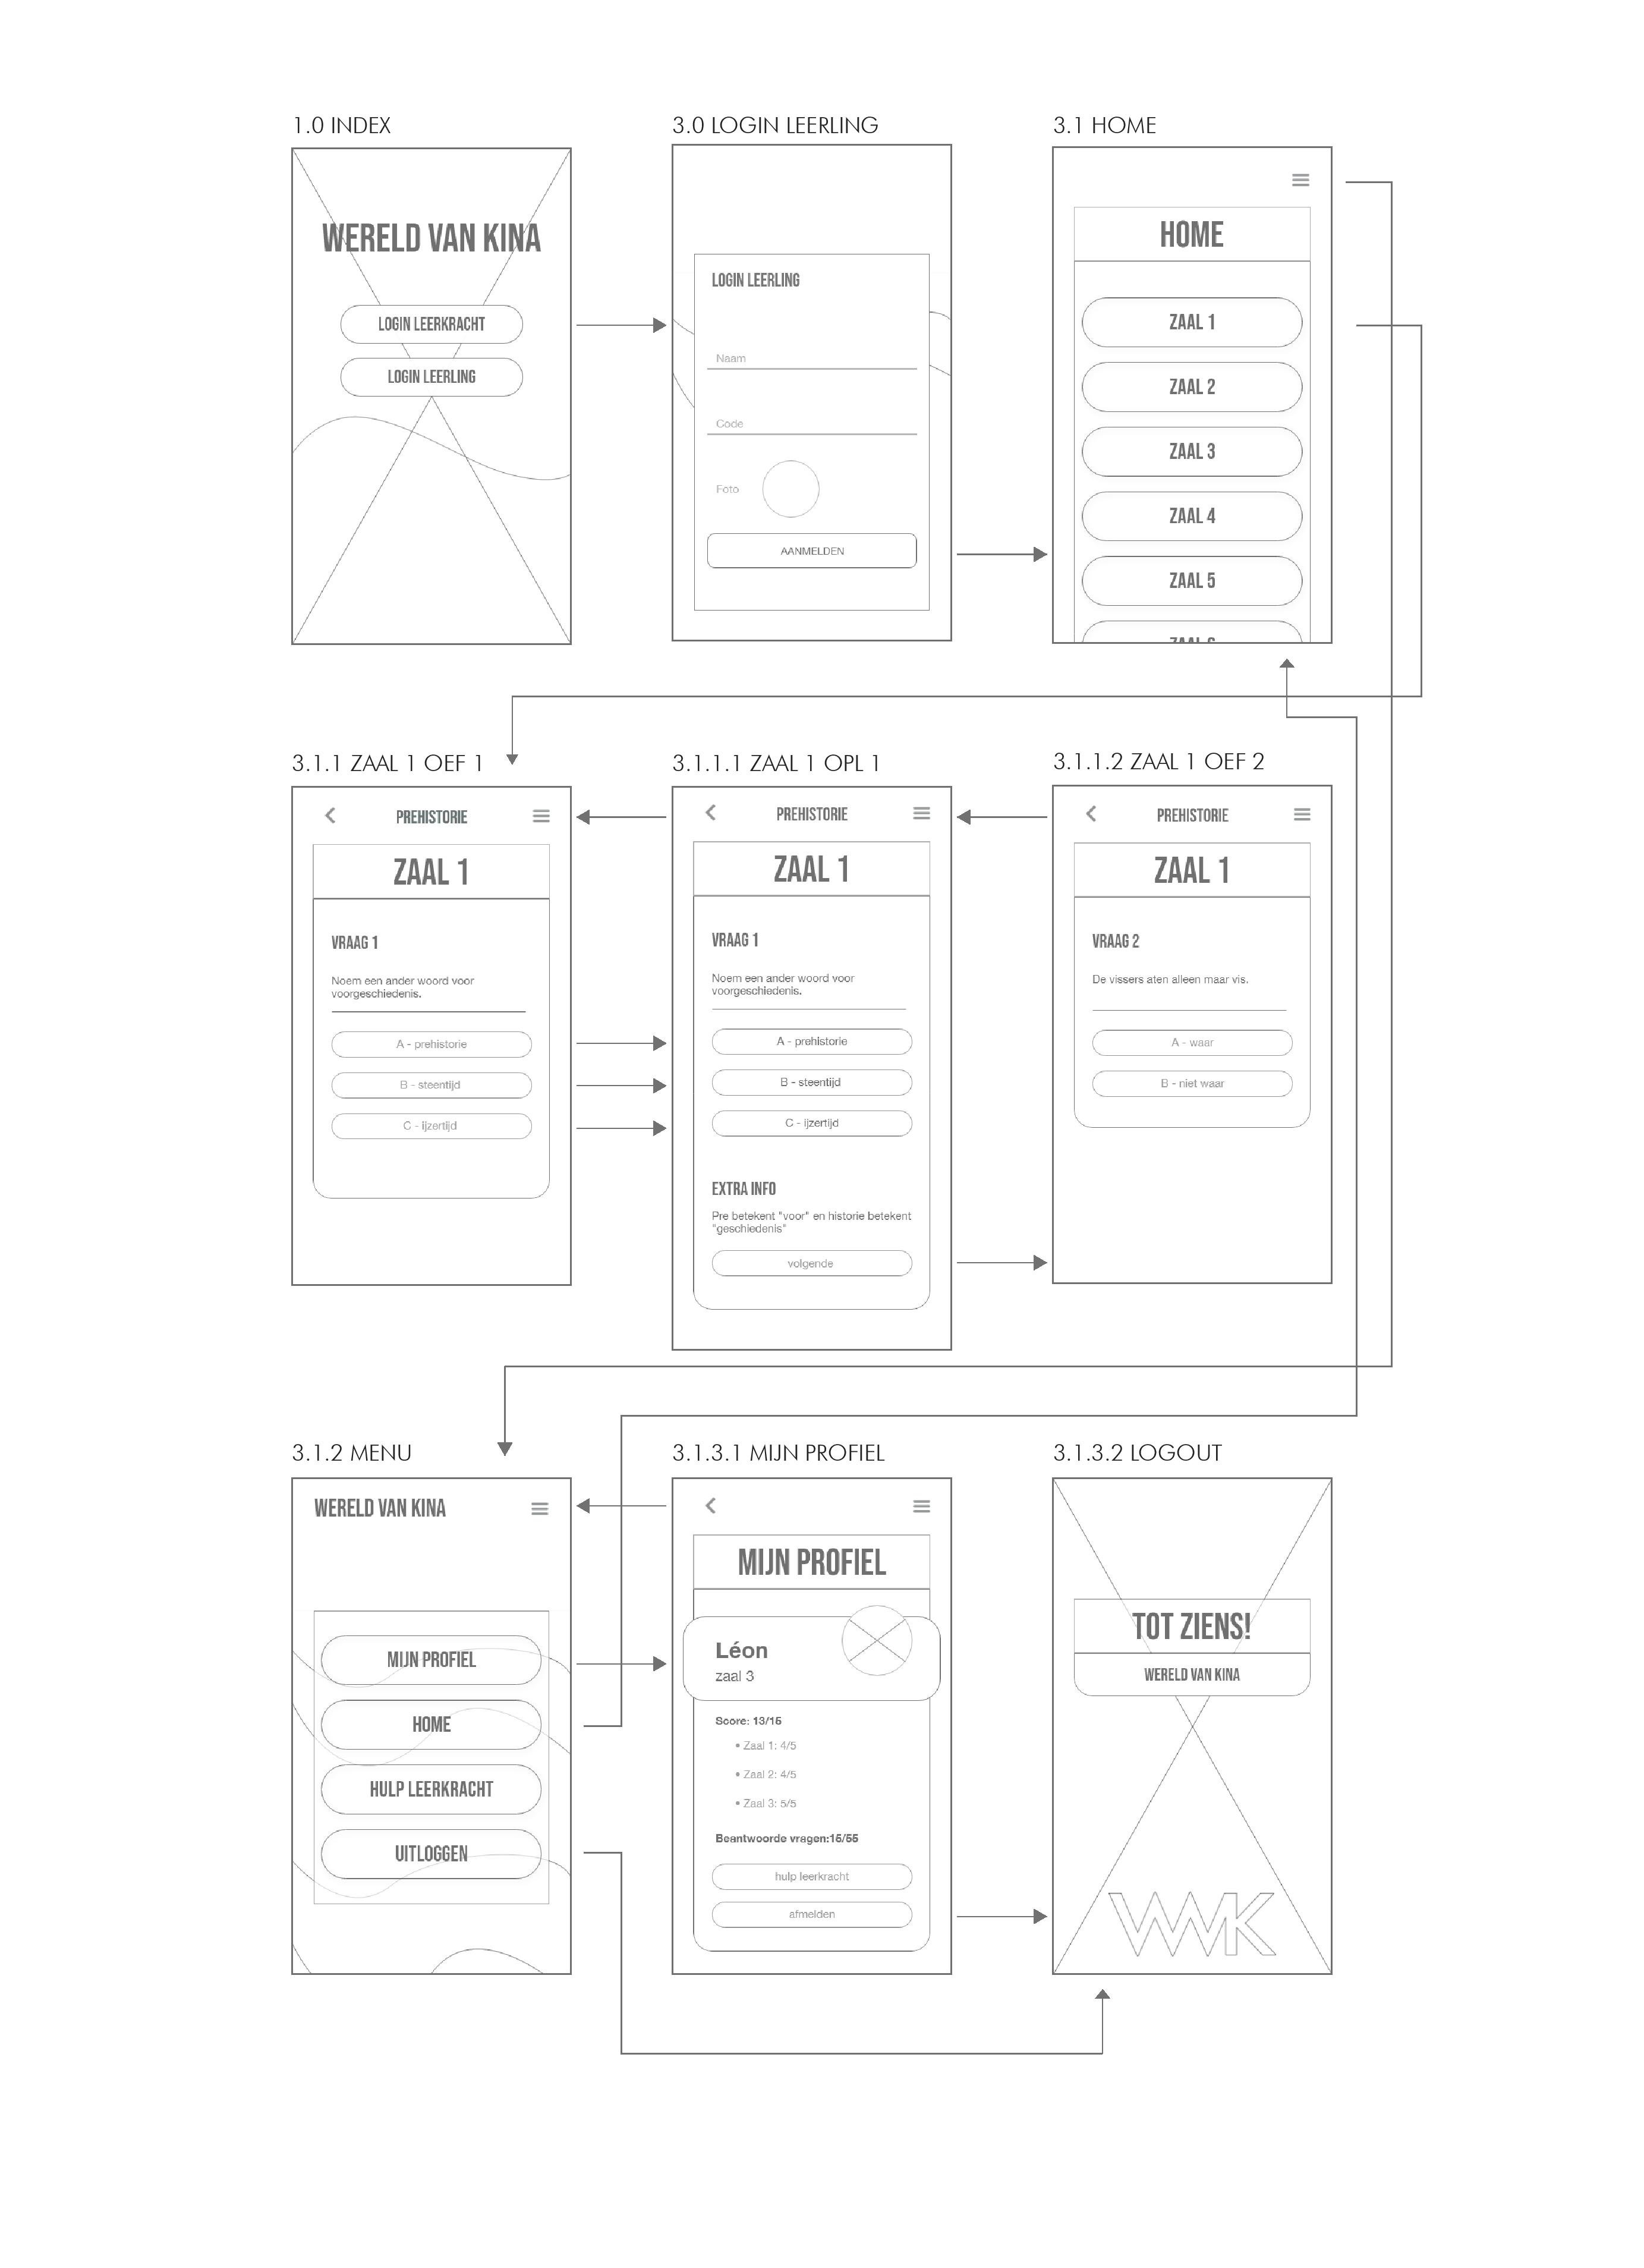 1.0 INDEX
WERELD VAN KINA
LOGIN LEERKRACHT
LOGIN LEERLING
3.0 LOGIN LEERLING
LOGIN LEERLING
Naam
Code
Foto
AANMELDEN
3.1 HOME
HOME
ZAAL 1
ZAAL 2
ZAAL 3
ZAAL 4
ZAAL 5
ZAAL 6
3.1.1 ZAAL 1 OEF 1
PREHISTORIE
ZAAL 1
VRAAG 1
Noem een ander woord voor
voorgeschiedenis.
A - prehistorie
B - steentijd
C - ijzertijd
3.1.1.1 ZAAL 1 OPL 1
PREHISTORIE
ZAAL 1
VRAAG 1
Noem een ander woord voor
voorgeschiedenis.
A - prehistorie
B - steentijd
C - ijzertijd
EXTRA INFO
Pre betekent "voor" en historie betekent
"geschiedenis"
volgende
3.1.1.2 ZAAL 1 OEF 2
PREHISTORIE
ZAAL 1
VRAAG 2
De vissers aten alleen maar vis.
A - waar
B - niet waar
3.1.2 MENU
WERELD VAN KINA
MIJN PROFIEL
HOME
HULP LEERKRACHT
UITLOGGEN
3.1.3.1 MIJN PROFIEL
MIJN PROFIEL
Léon
zaal 3
Score: 13/15
• Zaal 1: 4/5
• Zaal 2: 4/5
• Zaal 3: 5/5
Beantwoorde vragen:15/55
hulp leerkracht
afmelden
3.1.3.2 LOGOUT
TOT ZIENS!
WERELD VAN KINA
WVK